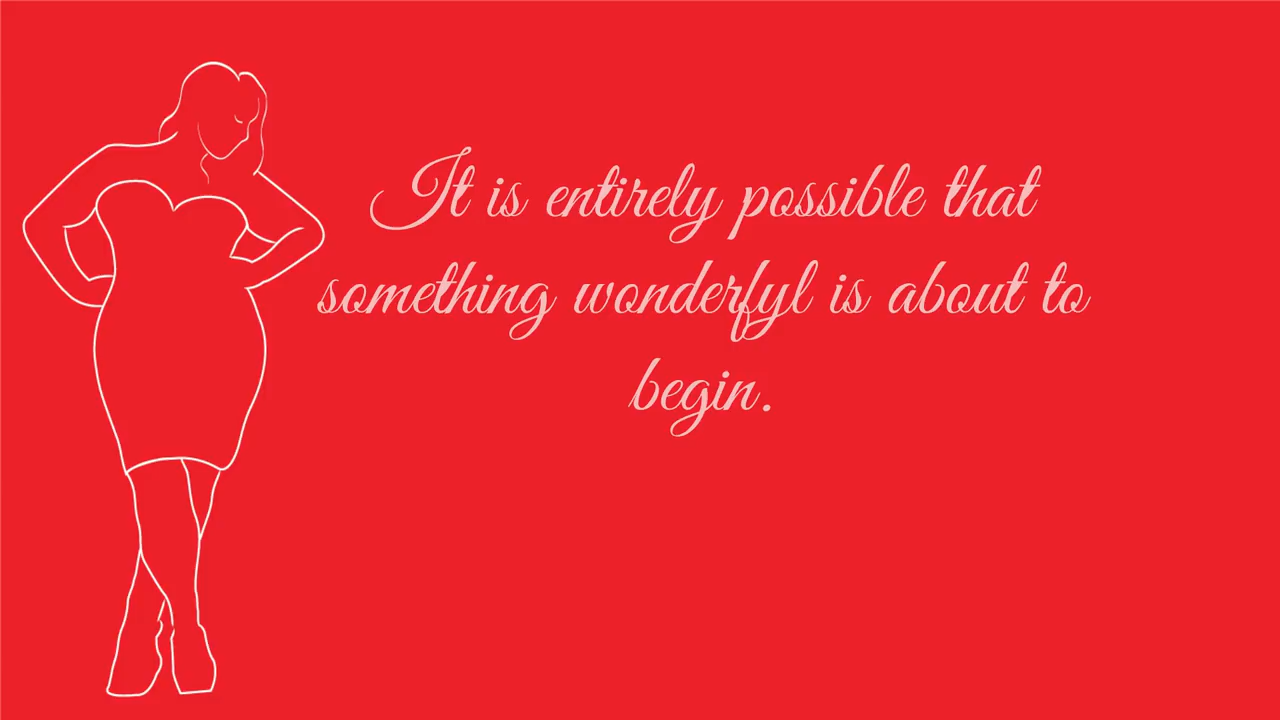 It is entirely possible that
something wonderfyl is about to
begin.